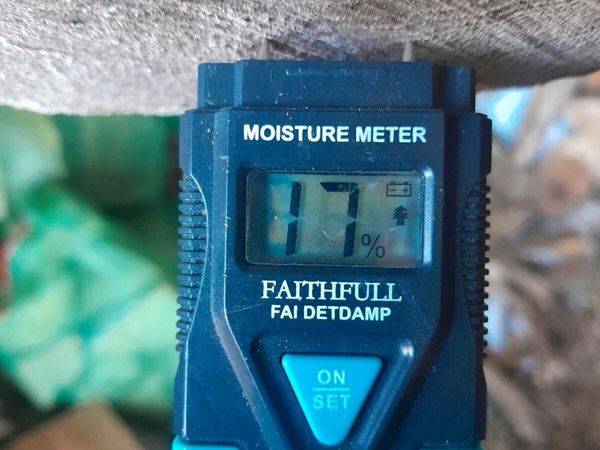 MOISTURE METER
17 %
FAITHFULL
FAI DETDAMP
ON
SET